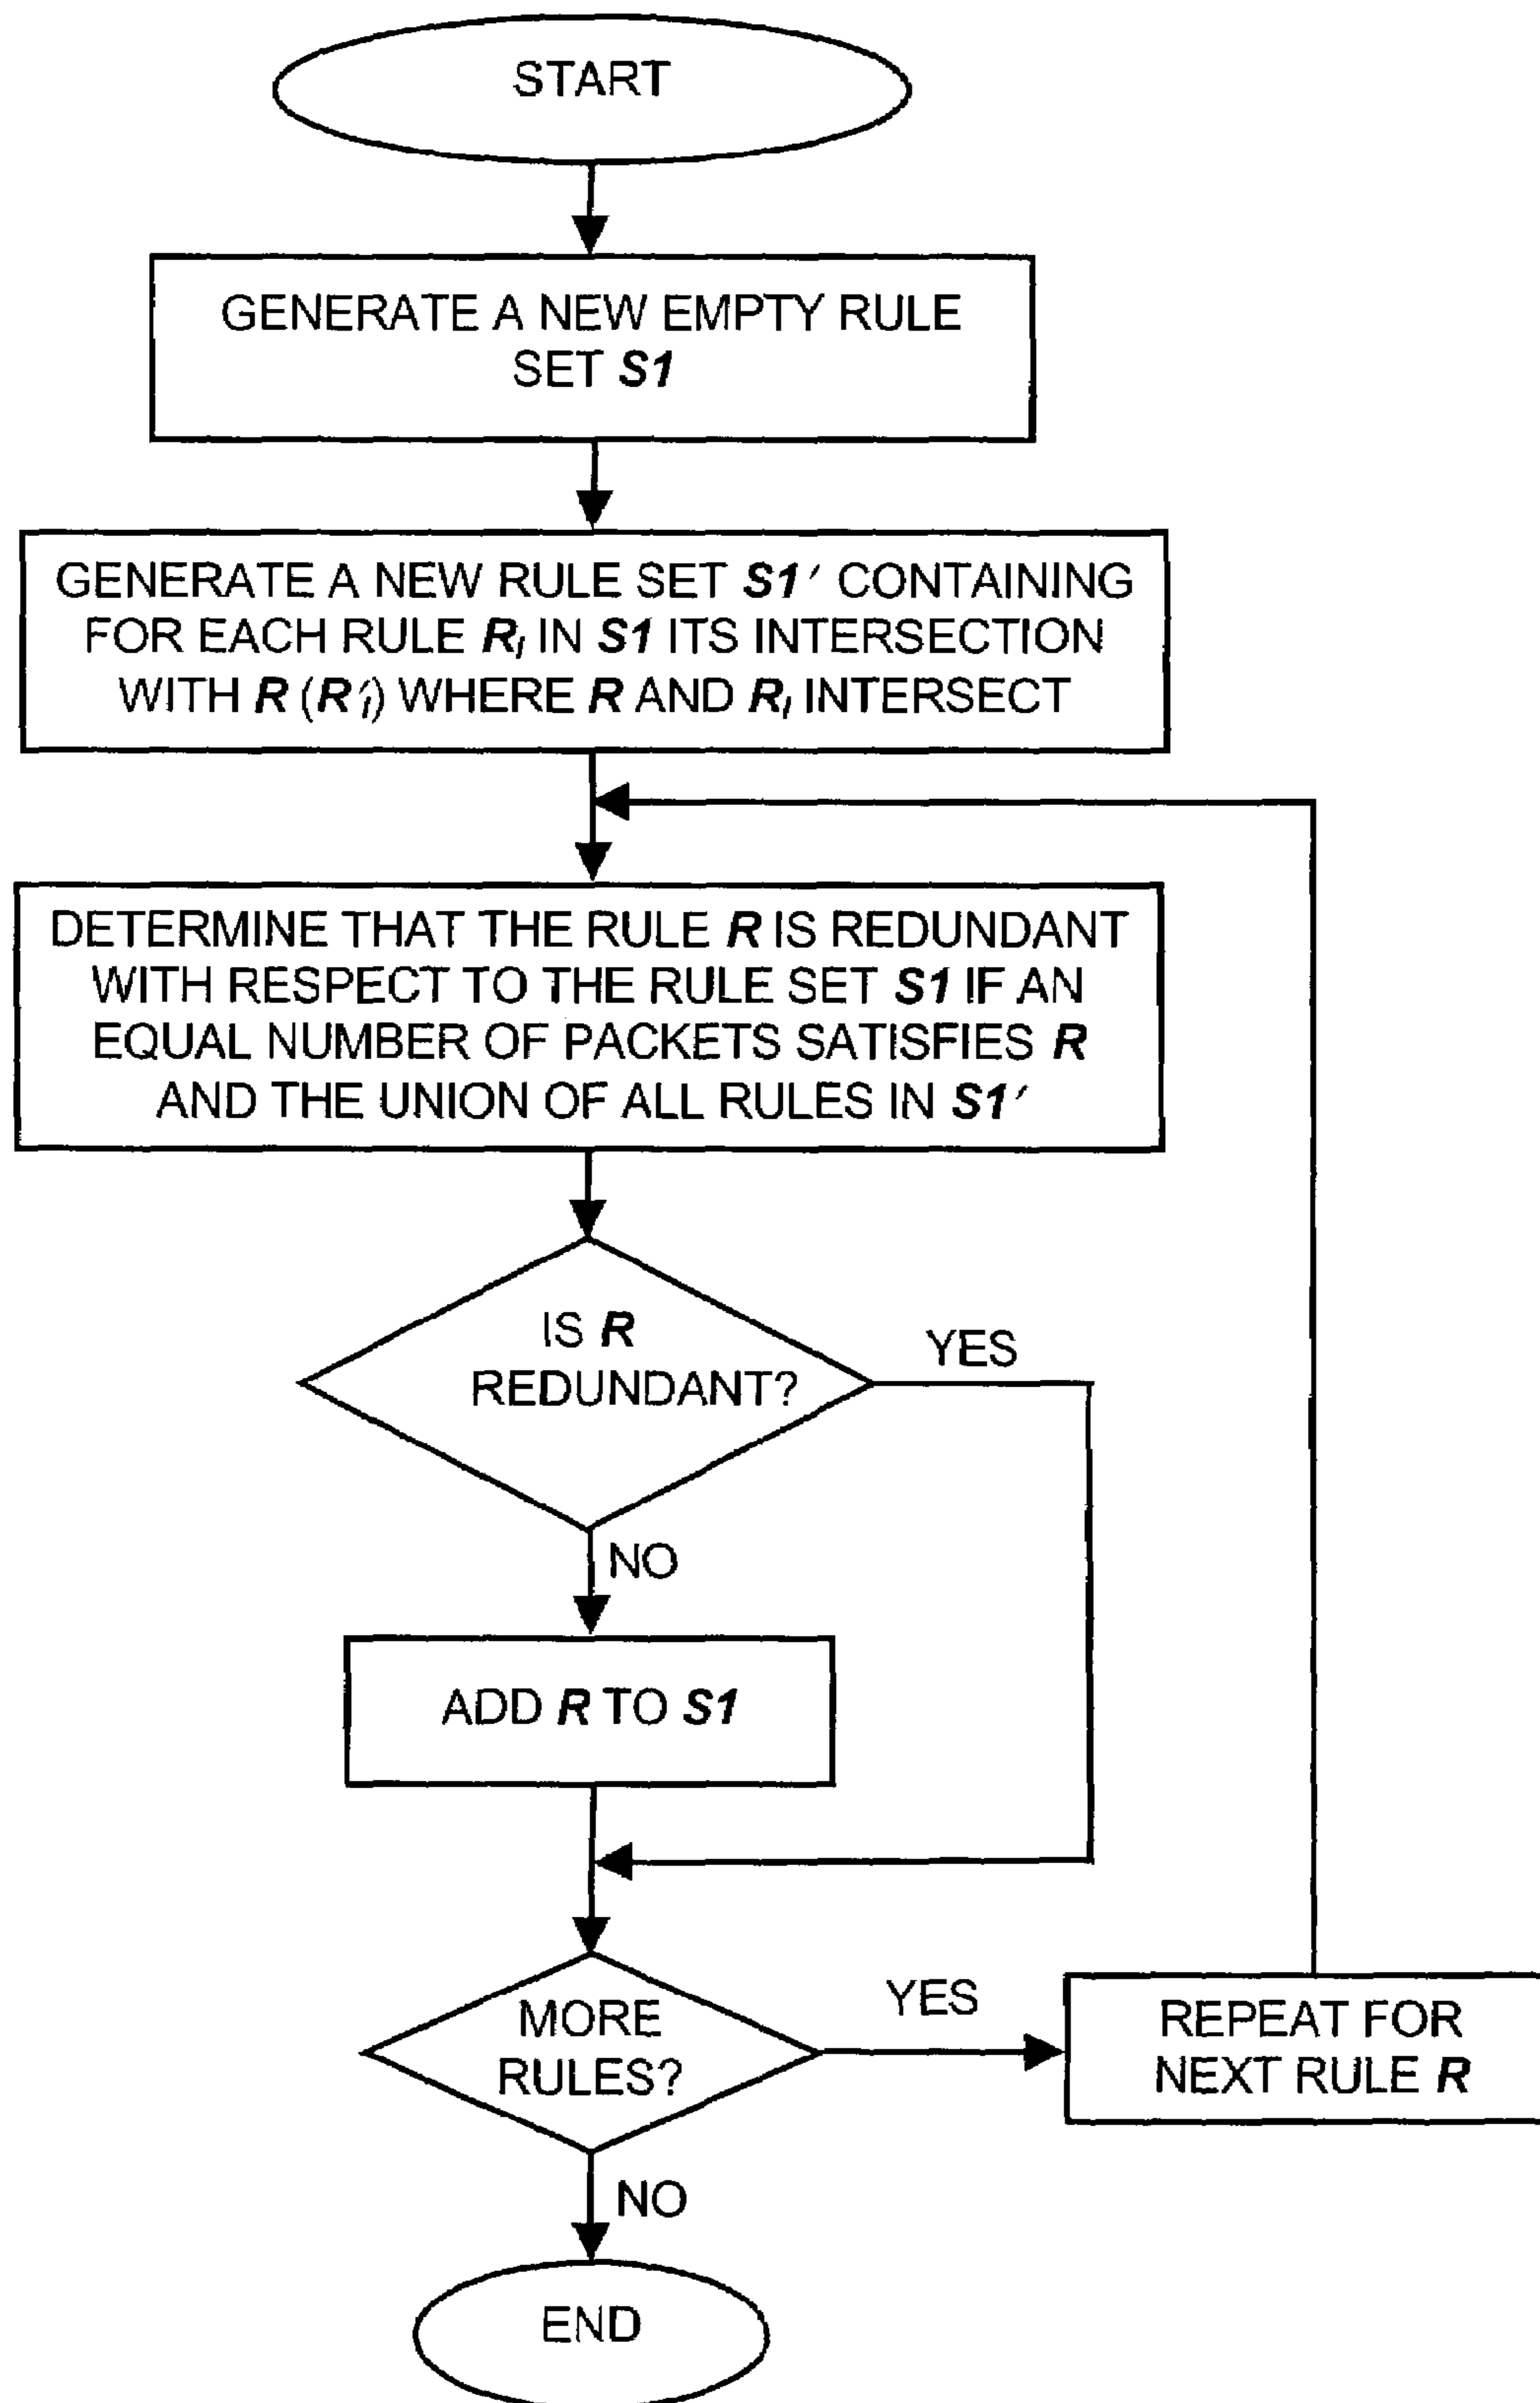 START
GENERATE A NEW EMPTY RULE
SET S1
GENERATE A NEW RULE SET S1′ CONTAINING
FOR EACH RULE Rᵢ IN S1 ITS INTERSECTION
WITH R (R′ᵢ) WHERE R AND Rᵢ INTERSECT
DETERMINE THAT THE RULE R IS REDUNDANT
WITH RESPECT TO THE RULE SET S1 IF AN
EQUAL NUMBER OF PACKETS SATISFIES R
AND THE UNION OF ALL RULES IN S1′
IS R
REDUNDANT?
YES
NO
ADD R TO S1
MORE
RULES?
YES
REPEAT FOR
NEXT RULE R
NO
END